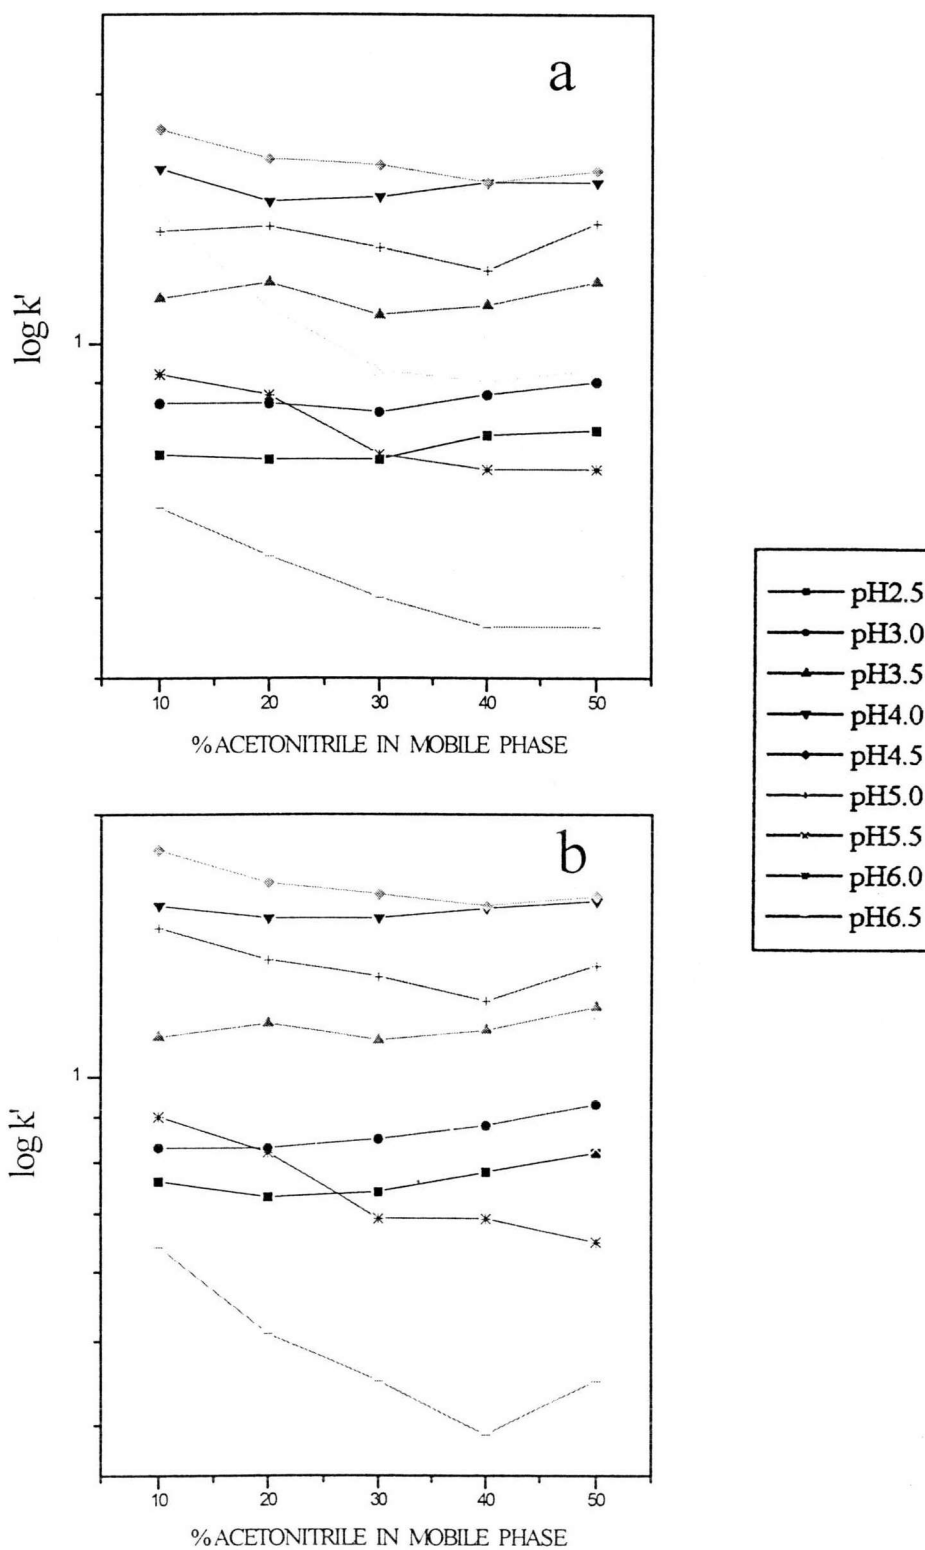 a
log k'
1
10 20 30 40 50
% ACETONITRILE IN MOBILE PHASE
pH2.5
pH3.0
pH3.5
pH4.0
pH4.5
pH5.0
pH5.5
pH6.0
pH6.5
b
log k'
1
10 20 30 40 50
% ACETONITRILE IN MOBILE PHASE